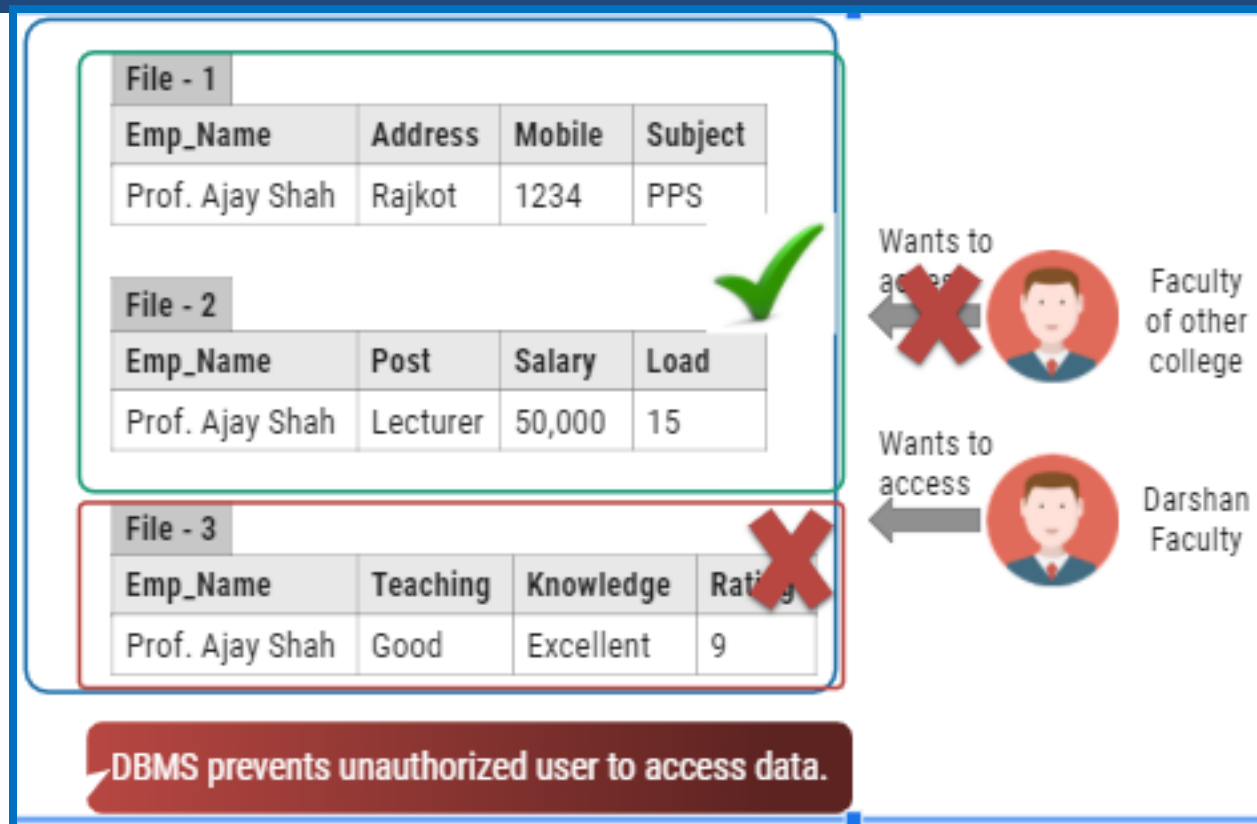 File - 1
Emp_Name Address Mobile Subject
Prof. Ajay Shah Rajkot 1234 PPS
File - 2
Emp_Name Post Salary Load
Prof. Ajay Shah Lecturer 50,000 15
File - 3
Emp_Name Teaching Knowledge Rating
Prof. Ajay Shah Good Excellent 9
Wants to
access
Faculty
of other
college
Wants to
access
Darshan
Faculty
DBMS prevents unauthorized user to access data.